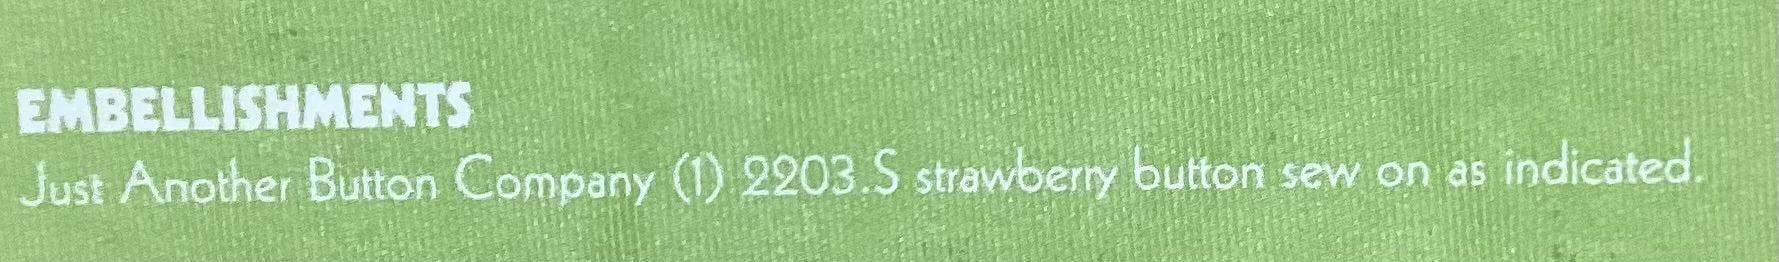 EMBELLISHMENTS
Just Another Button Company (1) 2203.S strawberry button sew on as indicated.